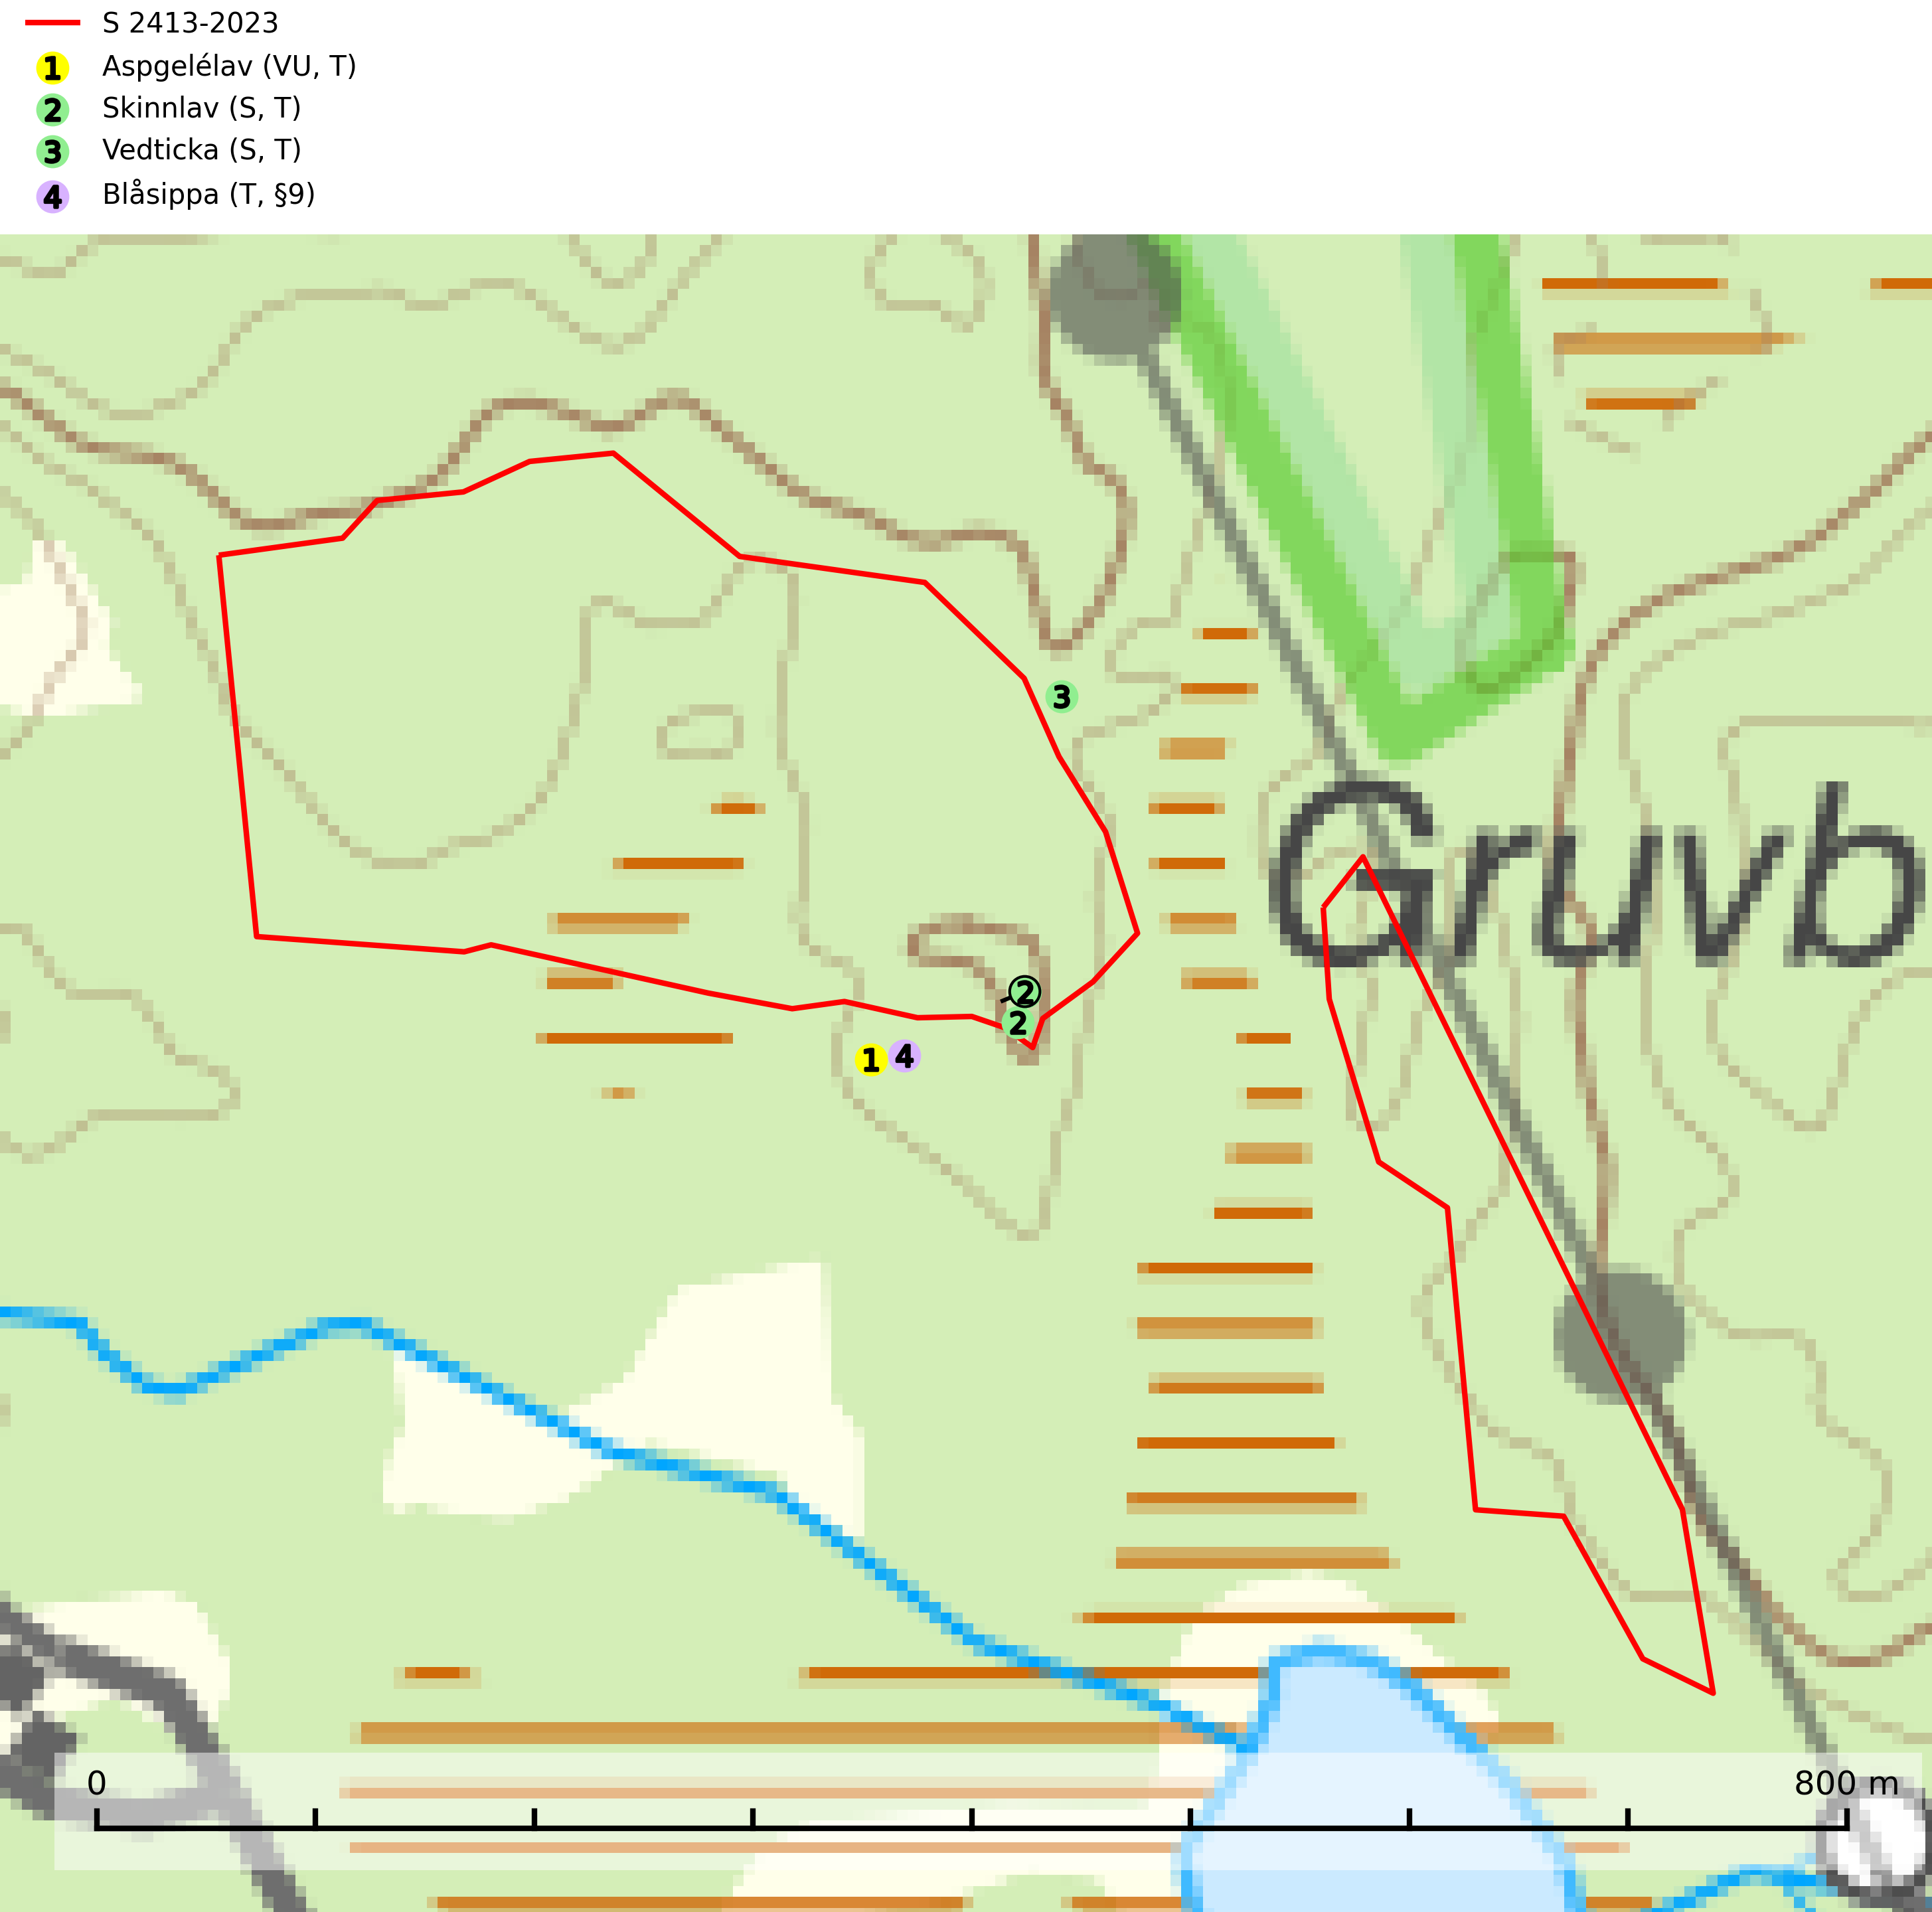 S 2413-2023
1 Aspgelélav (VU, T)
2 Skinnlav (S, T)
3 Vedticka (S, T)
4 Blåsippa (T, §9)
3
Gruvb
2
2
1 4
0 800 m